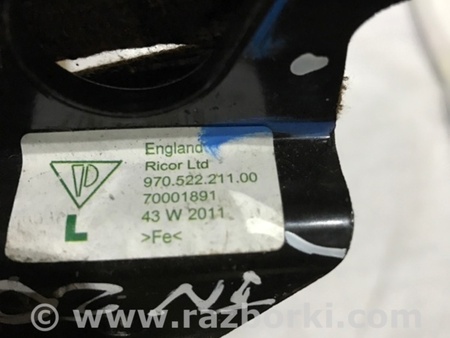 England
Ricor Ltd
970.522.211.00
70001891
L
43 W 2011
>Fe<
© www.razborki.com